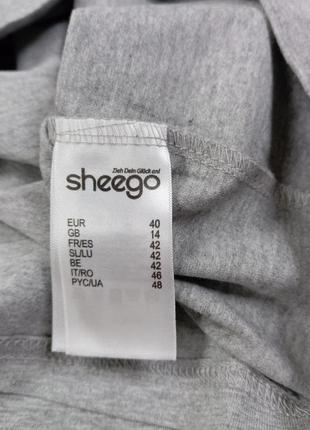 Zieh Dein Glück an!
sheego
EUR 40
GB 14
FR/ES 42
SL/LU 42
BE 42
IT/RO 46
РУС/UA 48